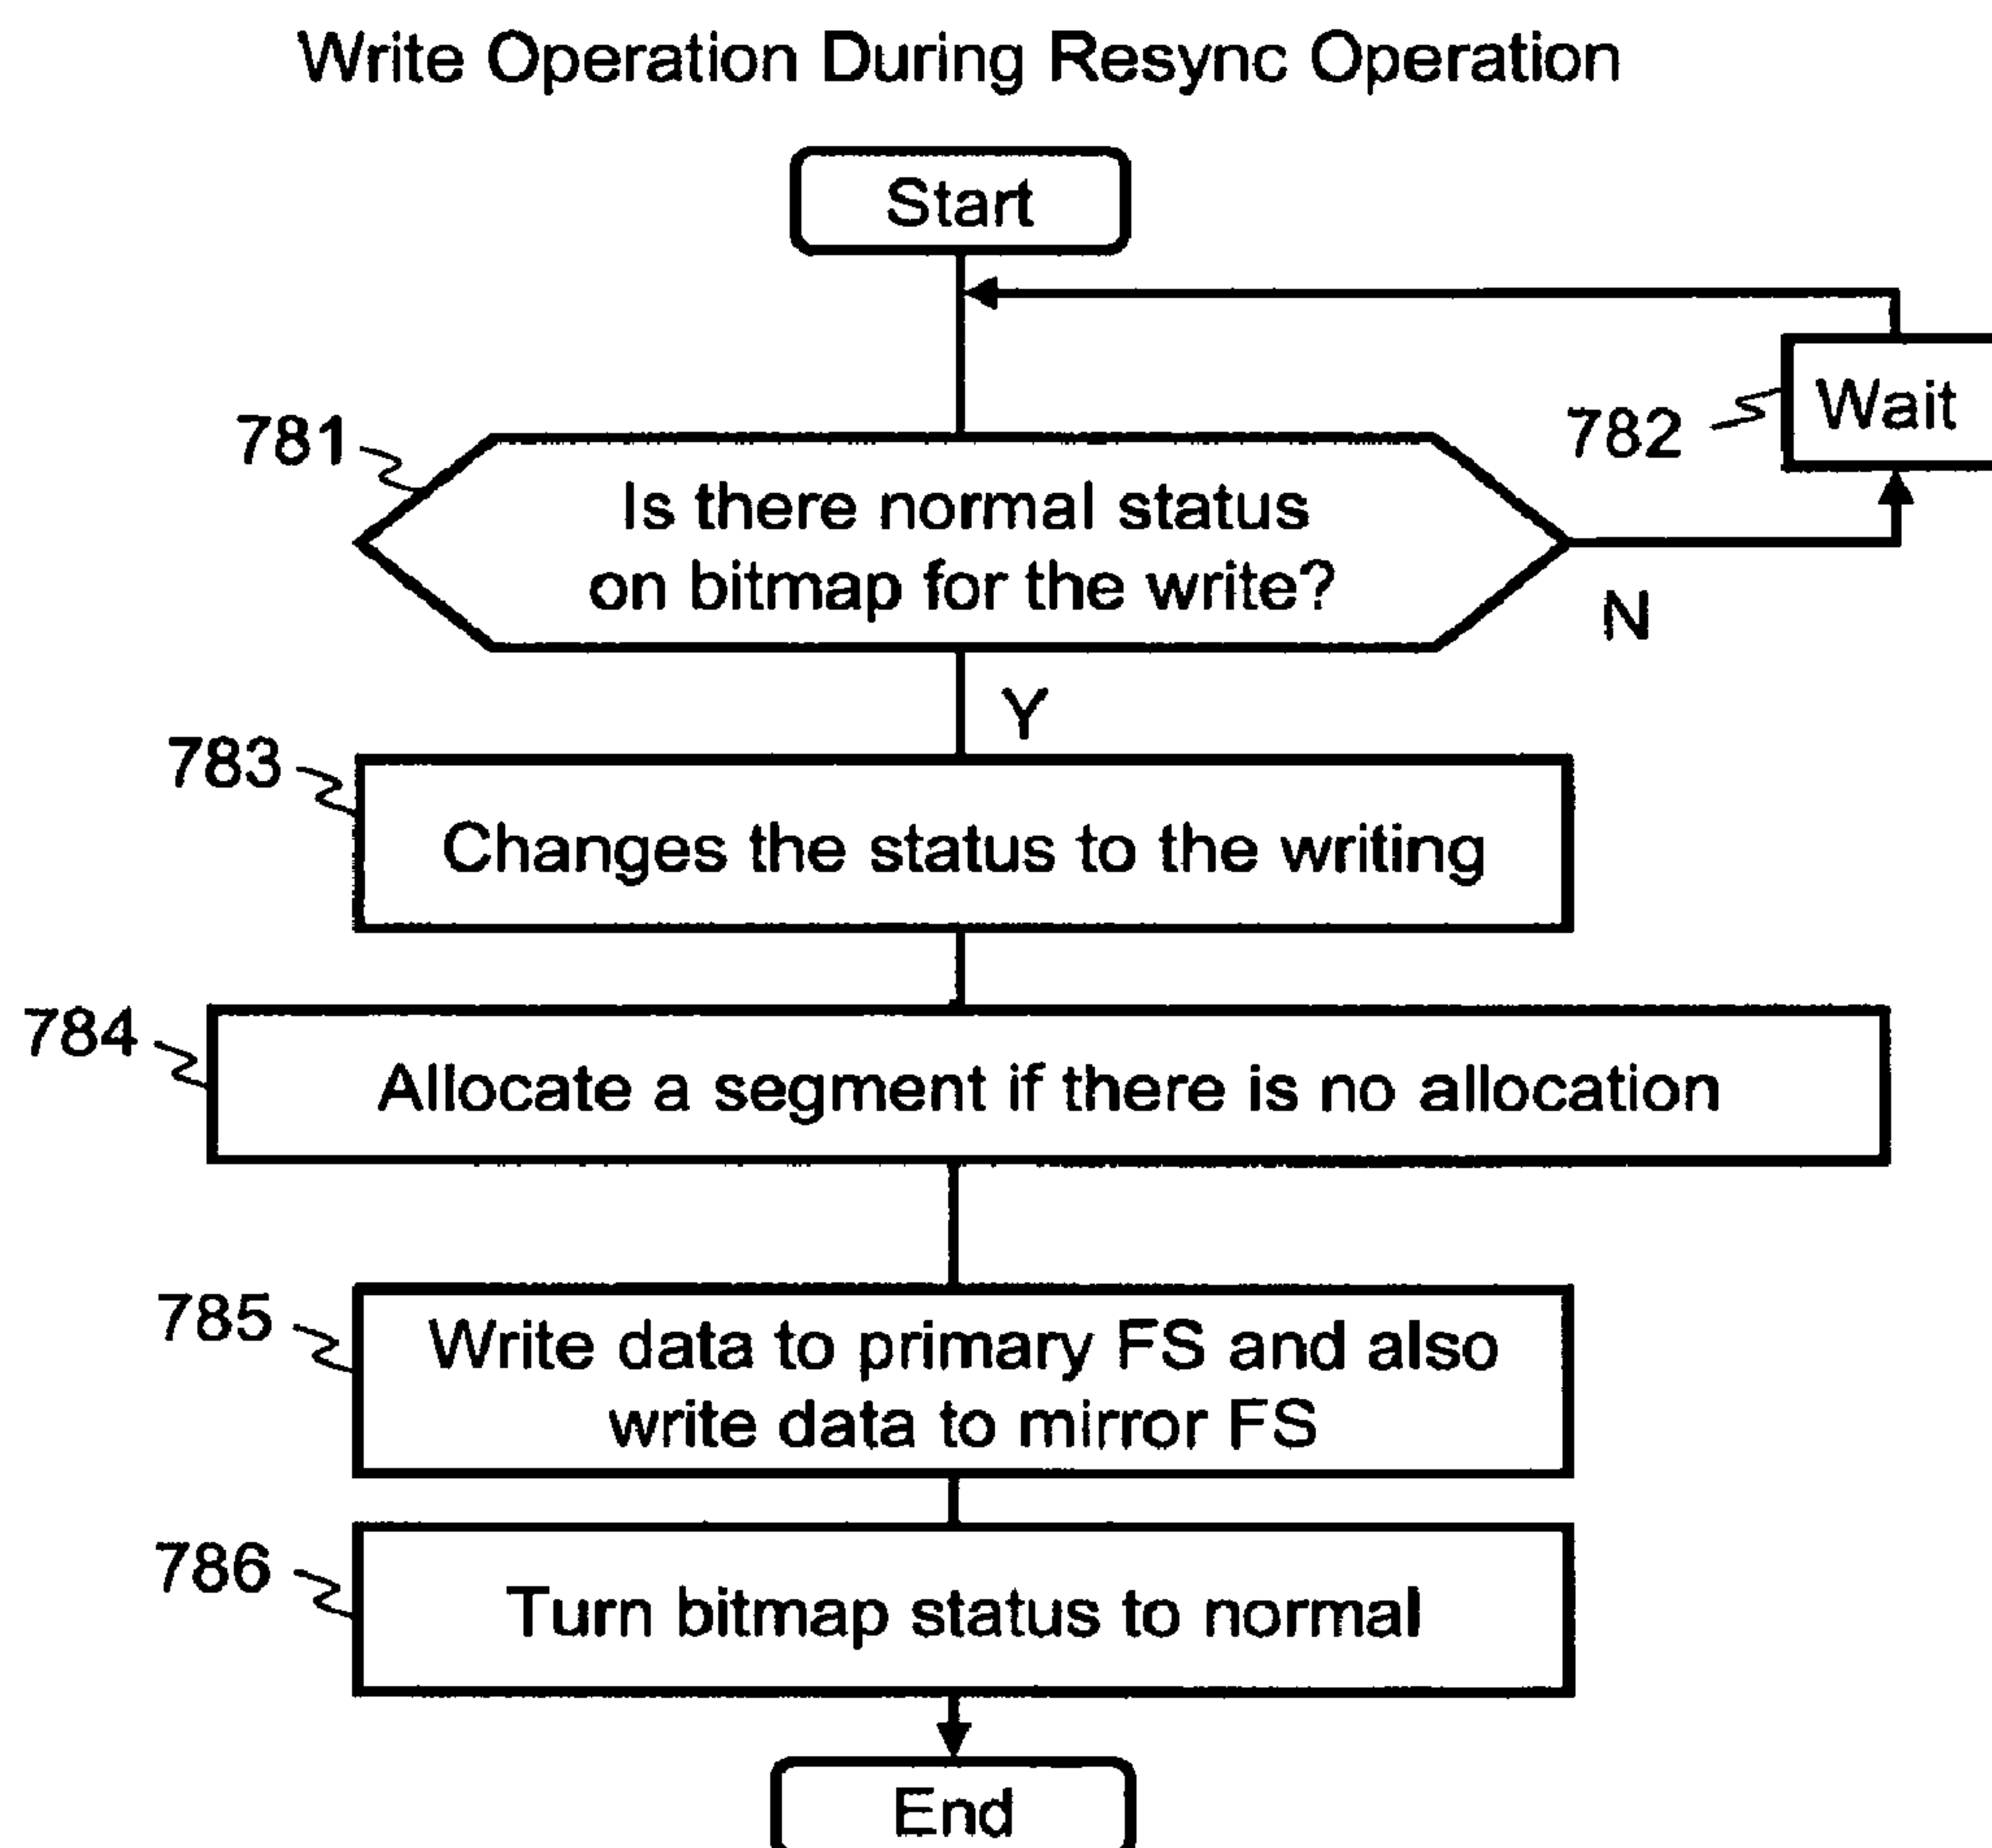 Write Operation During Resync Operation
Start
Wait
782
781
Is there normal status
on bitmap for the write?
N
Y
783
Changes the status to the writing
784
Allocate a segment if there is no allocation
785
Write data to primary FS and also
write data to mirror FS
786
Turn bitmap status to normal
End